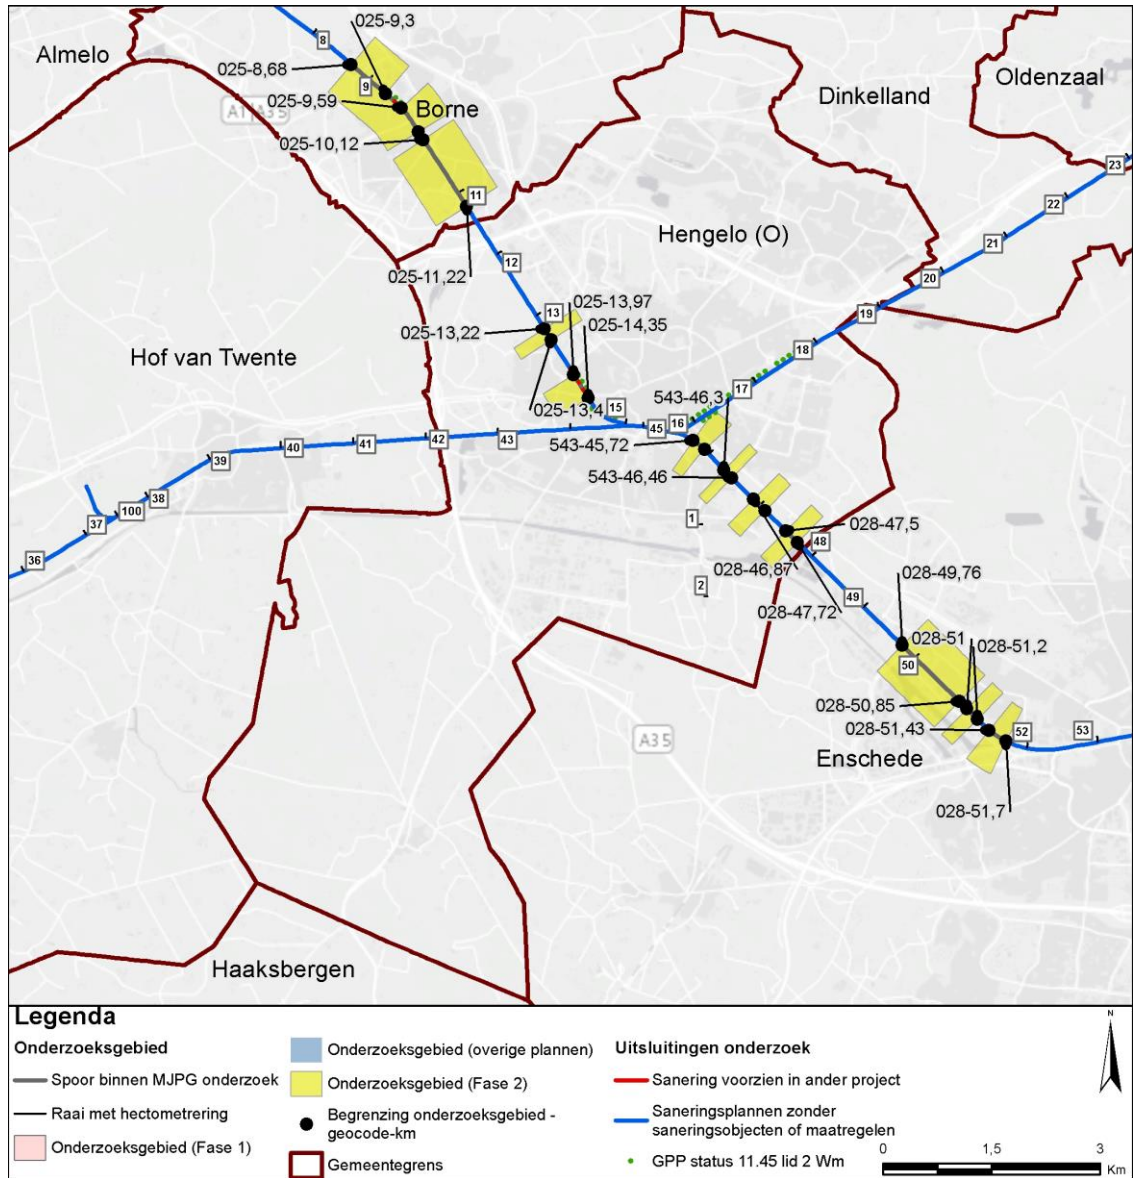 025-9,3
8
Almelo
025-8,68
9
Oldenzaal
Dinkelland
A1|A35
025-9,59
Borne
025-10,12
23
11
22
Hengelo (O)
21
12
025-11,22
20
025-13,97
13
19
025-14,35
025-13,22
18
Hof van Twente
17
543-46,3
025-13,4
15
16
45
42
43
41
40
543-45,72
39
543-46,46
38
100
37
1
028-47,5
48
36
028-46,87
028-49,76
2
49
028-47,72
028-51
028-51,2
50
028-50,85
028-51,43
52
53
A35
Enschede
028-51,7
Haaksbergen
Legenda
Onderzoeksgebied
Spoor binnen MJPG onderzoek
Raai met hectometrering
Onderzoeksgebied (Fase 1)
Onderzoeksgebied (overige plannen)
Onderzoeksgebied (Fase 2)
Begrenzing onderzoeksgebied -
geocode-km
Gemeentegrens
Uitsluitingen onderzoek
Sanering voorzien in ander project
Saneringsplannen zonder
saneringsobjecten of maatregelen
GPP status 11.45 lid 2 Wm
N
0 1,5 3
Km